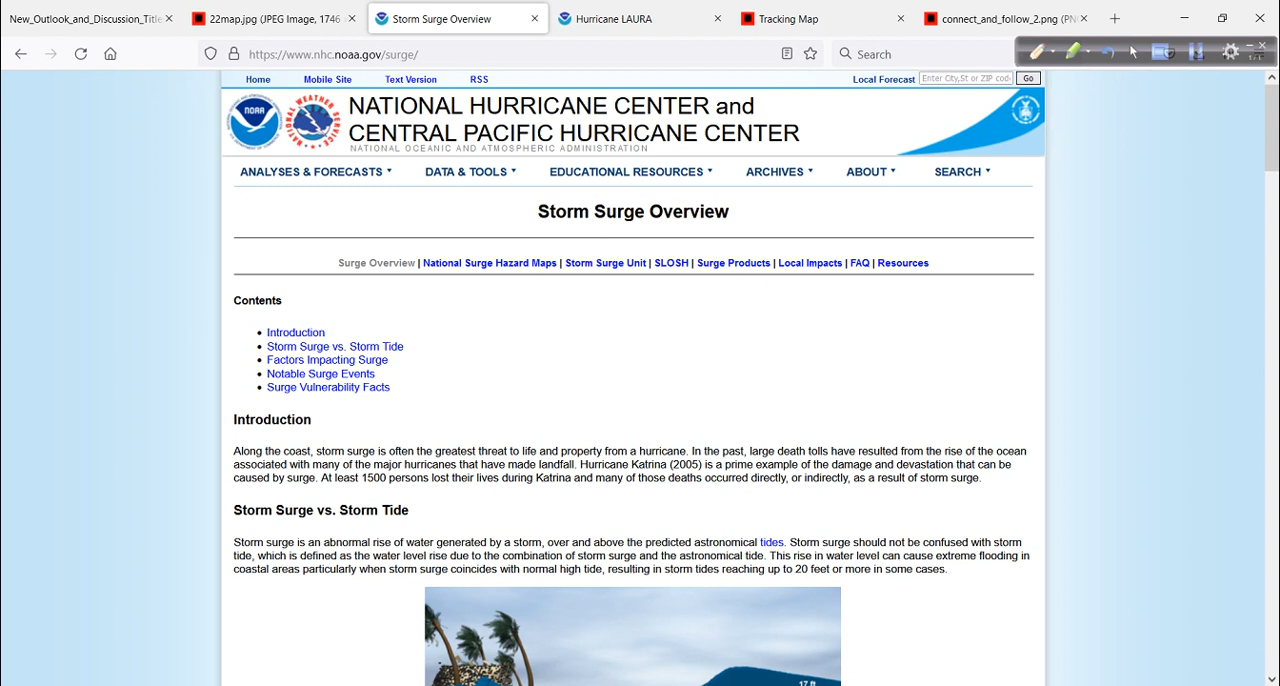 New_Outlook_and_Discussion_Title
22map.jpg (JPEG Image, 1746
Storm Surge Overview
Hurricane LAURA
Tracking Map
connect_and_follow_2.png (PN
https://www.nhc.noaa.gov/surge/
Search
Home Mobile Site Text Version RSS
Local Forecast Enter City,St or ZIP cod Go
NOAA
NATIONAL WEATHER SERVICE
NATIONAL HURRICANE CENTER and
CENTRAL PACIFIC HURRICANE CENTER
NATIONAL OCEANIC AND ATMOSPHERIC ADMINISTRATION
ANALYSES & FORECASTS DATA & TOOLS EDUCATIONAL RESOURCES ARCHIVES ABOUT SEARCH
Storm Surge Overview
Surge Overview | National Surge Hazard Maps | Storm Surge Unit | SLOSH | Surge Products | Local Impacts | FAQ | Resources
Contents
• Introduction
• Storm Surge vs. Storm Tide
• Factors Impacting Surge
• Notable Surge Events
• Surge Vulnerability Facts
Introduction
Along the coast, storm surge is often the greatest threat to life and property from a hurricane. In the past, large death tolls have resulted from the rise of the ocean
associated with many of the major hurricanes that have made landfall. Hurricane Katrina (2005) is a prime example of the damage and devastation that can be
caused by surge. At least 1500 persons lost their lives during Katrina and many of those deaths occurred directly, or indirectly, as a result of storm surge.
Storm Surge vs. Storm Tide
Storm surge is an abnormal rise of water generated by a storm, over and above the predicted astronomical tides. Storm surge should not be confused with storm
tide, which is defined as the water level rise due to the combination of storm surge and the astronomical tide. This rise in water level can cause extreme flooding in
coastal areas particularly when storm surge coincides with normal high tide, resulting in storm tides reaching up to 20 feet or more in some cases.
17 ft